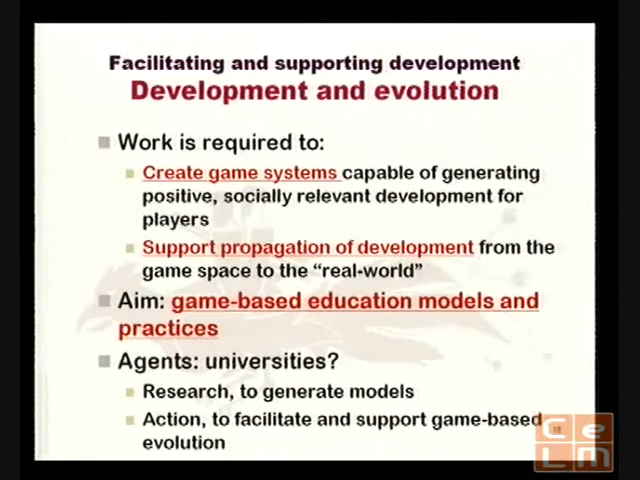 Facilitating and supporting development
Development and evolution
Work is required to:
Create game systems capable of generating
positive, socially relevant development for
players
Support propagation of development from the
game space to the “real-world”
Aim: game-based education models and
practices
Agents: universities?
Research, to generate models
Action, to facilitate and support game-based
evolution
CeLM